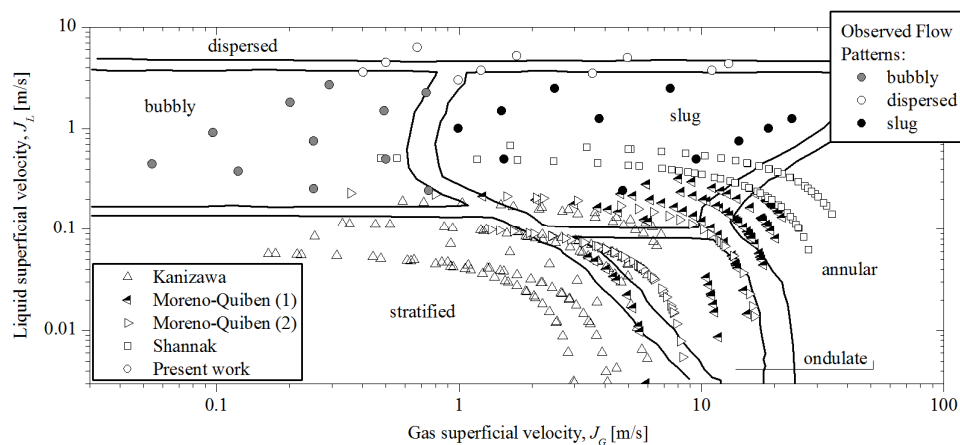 10
1
0.1
0.01
Liquid superficial velocity, J_L [m/s]
dispersed
bubbly
slug
stratified
annular
ondulate
Observed Flow
Patterns:
bubbly
dispersed
slug
Kanizawa
Moreno-Quiben (1)
Moreno-Quiben (2)
Shannak
Present work
0.1
1
10
100
Gas superficial velocity, J_G [m/s]